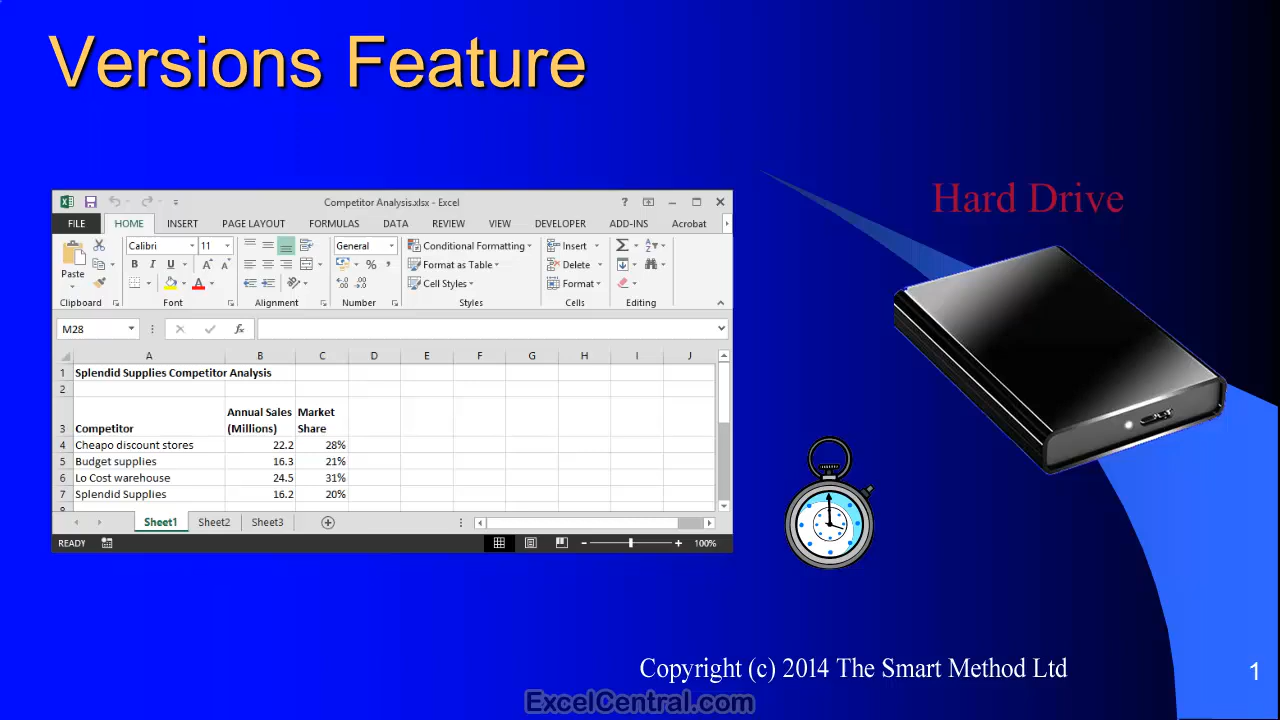 Versions Feature
Hard Drive
Competitor Analysis.xlsx - Excel
?
FILE HOME INSERT PAGE LAYOUT FORMULAS DATA REVIEW VIEW DEVELOPER ADD-INS Acrobat
Calibri 11 General Conditional Formatting Insert Σ
Paste B I U A A % , Format as Table Delete
A Cell Styles Format
Clipboard Font Alignment Number Styles Cells Editing
M28 fx
A B C D E F G H I J
1 Splendid Supplies Competitor Analysis
2
Annual Sales Market
3 Competitor (Millions) Share
4 Cheapo discount stores 22.2 28%
5 Budget supplies 16.3 21%
6 Lo Cost warehouse 24.5 31%
7 Splendid Supplies 16.2 20%
Sheet1 Sheet2 Sheet3
READY 100%
Copyright (c) 2014 The Smart Method Ltd
1
ExcelCentral.com